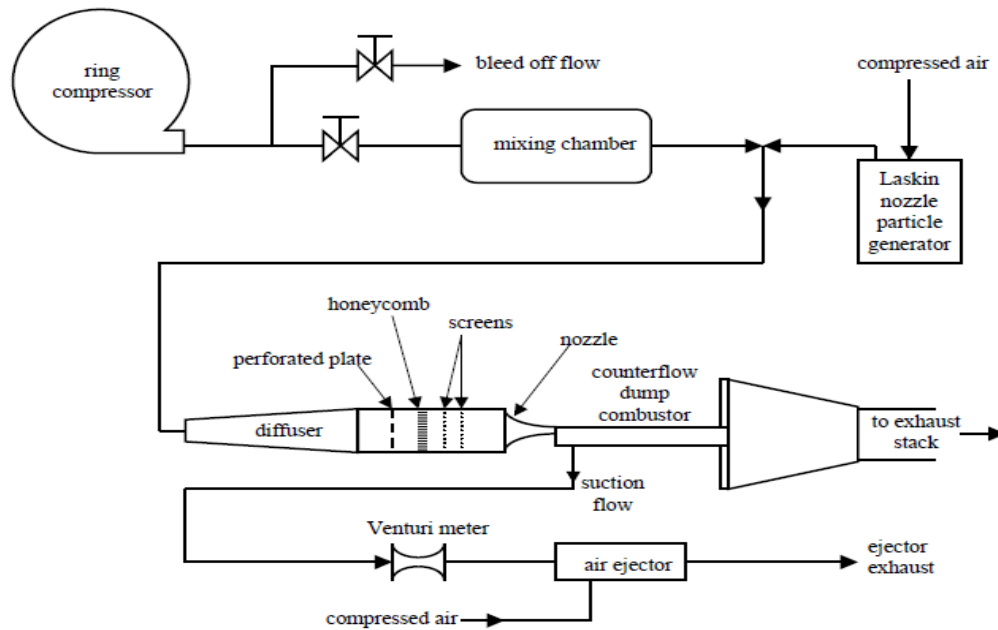 ring
compressor
bleed off flow
compressed air
mixing chamber
Laskin
nozzle
particle
generator
honeycomb
screens
nozzle
perforated plate
counterflow
dump
combustor
diffuser
to exhaust
stack
suction
flow
Venturi meter
air ejector
ejector
exhaust
compressed air